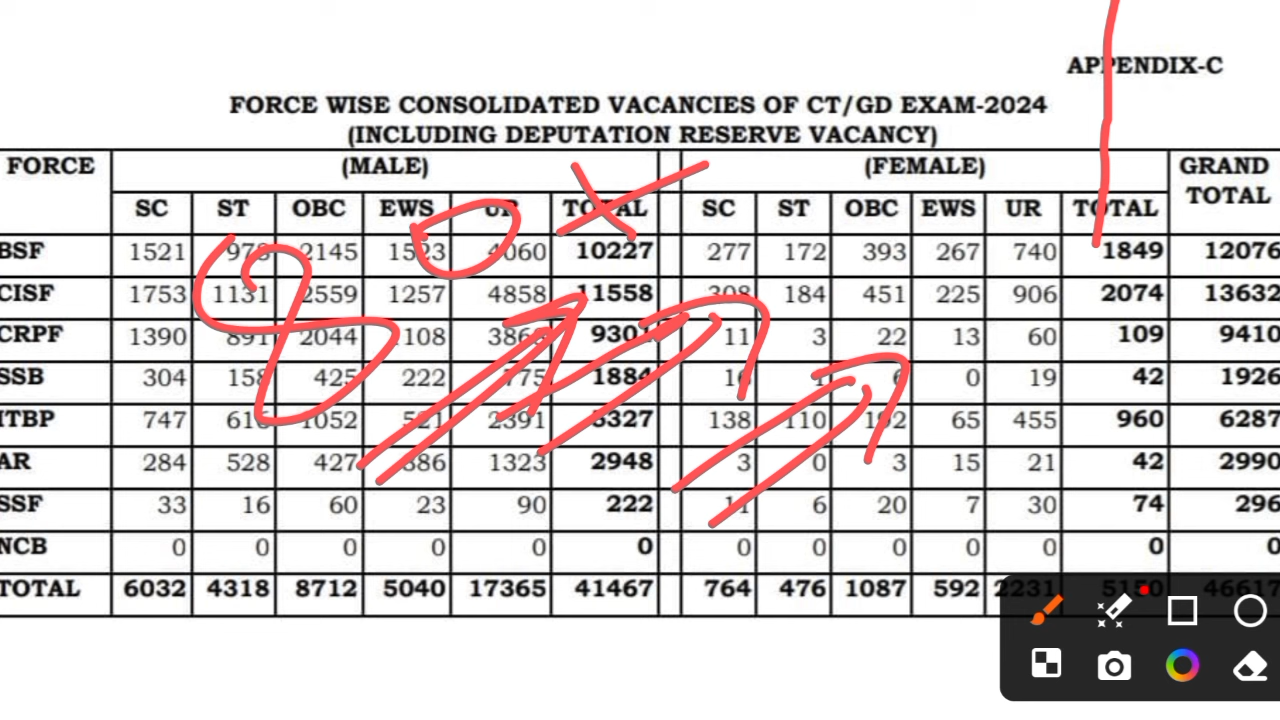 APPENDIX-C
FORCE WISE CONSOLIDATED VACANCIES OF CT/GD EXAM-2024
(INCLUDING DEPUTATION RESERVE VACANCY)
FORCE (MALE) (FEMALE) GRAND TOTAL
SC ST OBC EWS UR TOTAL SC ST OBC EWS UR TOTAL
BSF 1521 978 2145 1523 4060 10227 277 172 393 267 740 1849 12076
CISF 1753 1131 2559 1257 4858 11558 308 184 451 225 906 2074 13632
CRPF 1390 891 2044 1108 3868 9301 11 3 22 13 60 109 9410
SSB 304 158 425 222 775 1884 16 1 6 0 19 42 1926
ITBP 747 616 1052 521 2391 5327 138 110 192 65 455 960 6287
AR 284 528 427 386 1323 2948 3 0 3 15 21 42 2990
SSF 33 16 60 23 90 222 11 6 20 7 30 74 296
NCB 0 0 0 0 0 0 0 0 0 0 0 0 0
TOTAL 6032 4318 8712 5040 17365 41467 764 476 1087 592 2231 5150 46617